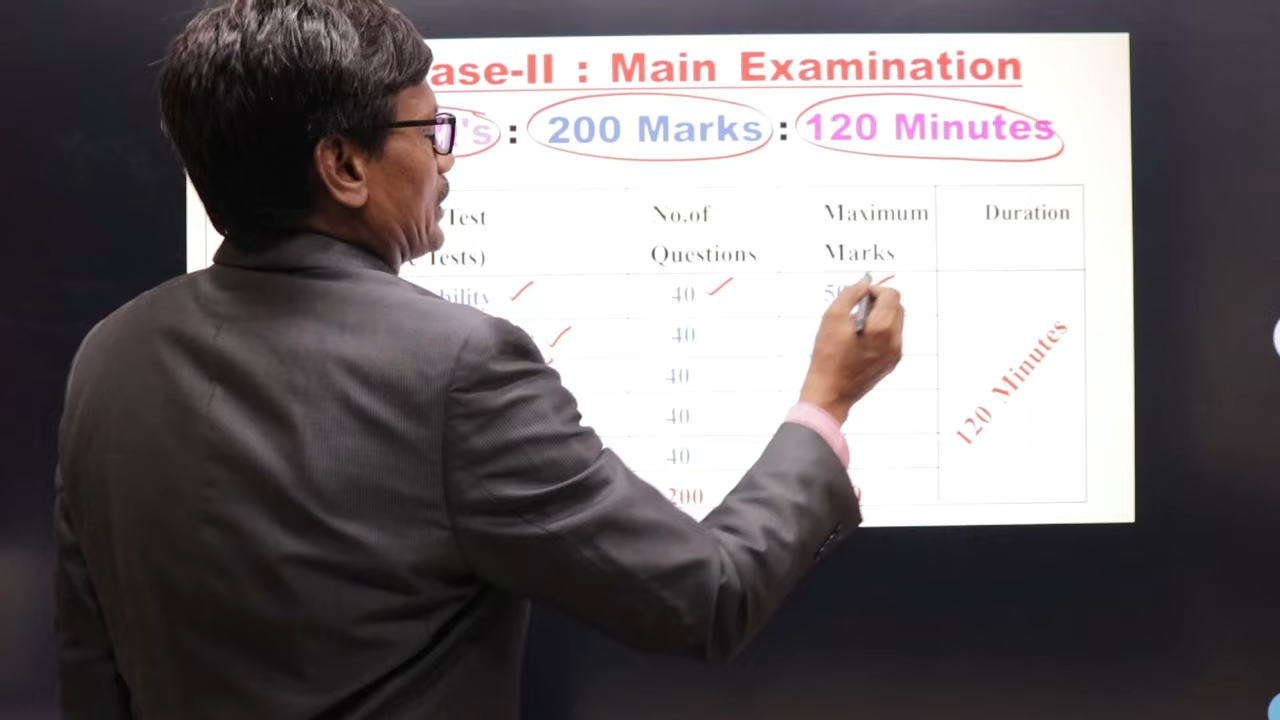 ase-II : Main Examination
's : 200 Marks : 120 Minutes
Test No.of Maximum Duration
Tests) Questions Marks
bility 40
40
40
40
40
200
120 Minutes